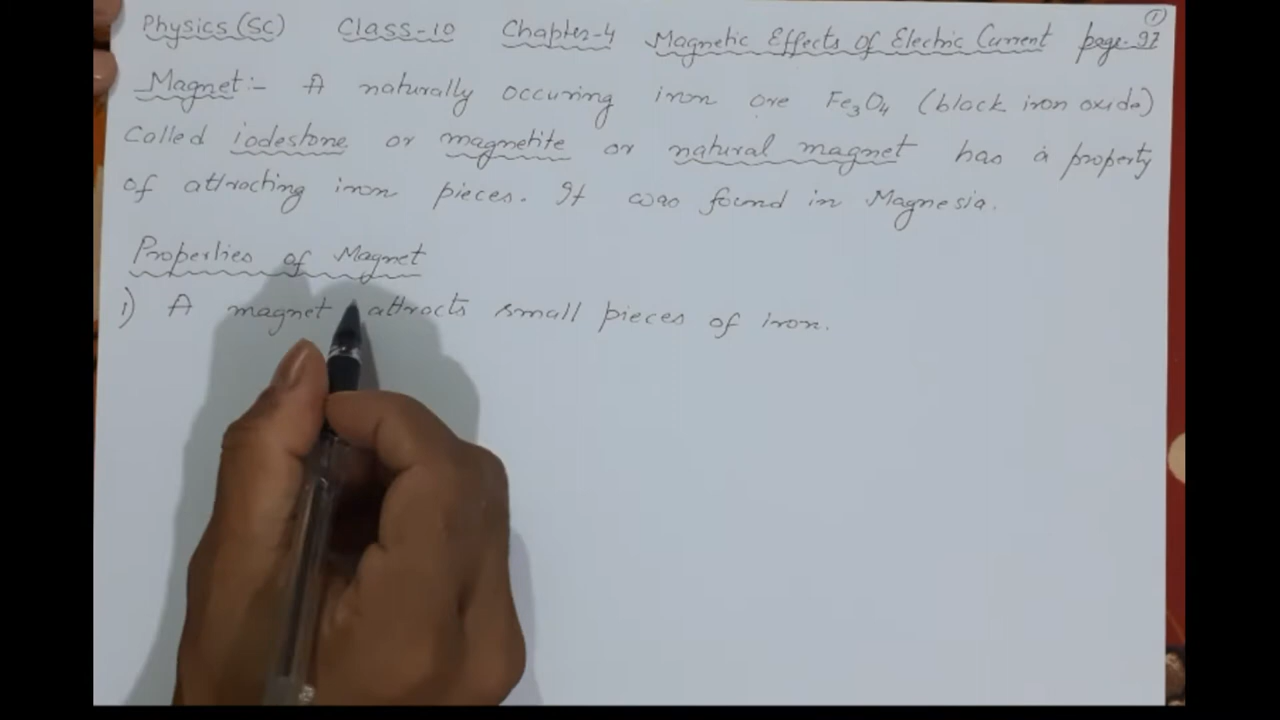 ①
Physics (SC) Class-10 Chapter-4 Magnetic Effects Of Electric Current page-97
Magnet:- A naturally occuring iron ore Fe3O4 (black iron oxide)
Called iodestone or magnetite or natural magnet has a property
of attracting iron pieces. It was found in Magnesia.
Properties of Magnet
1) A magnet attracts small pieces of iron.